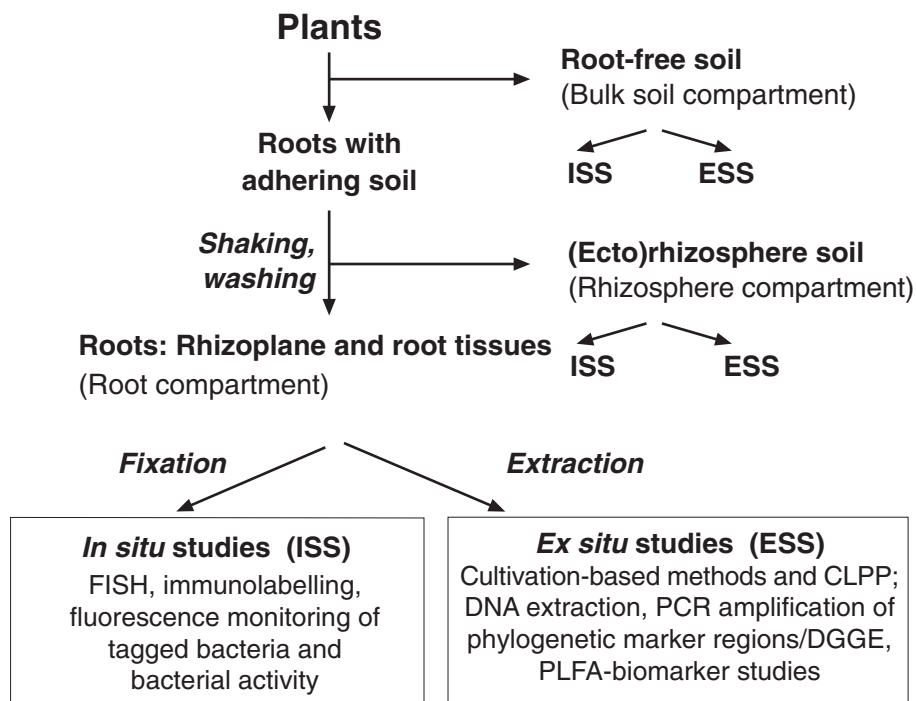 Plants
Root-free soil
(Bulk soil compartment)
ISS ESS
Roots with
adhering soil
Shaking,
washing
(Ecto)rhizosphere soil
(Rhizosphere compartment)
ISS ESS
Roots: Rhizoplane and root tissues
(Root compartment)
Fixation
Extraction
In situ studies (ISS)
FISH, immunolabelling,
fluorescence monitoring of
tagged bacteria and
bacterial activity
Ex situ studies (ESS)
Cultivation-based methods and CLPP;
DNA extraction, PCR amplification of
phylogenetic marker regions/DGGE,
PLFA-biomarker studies